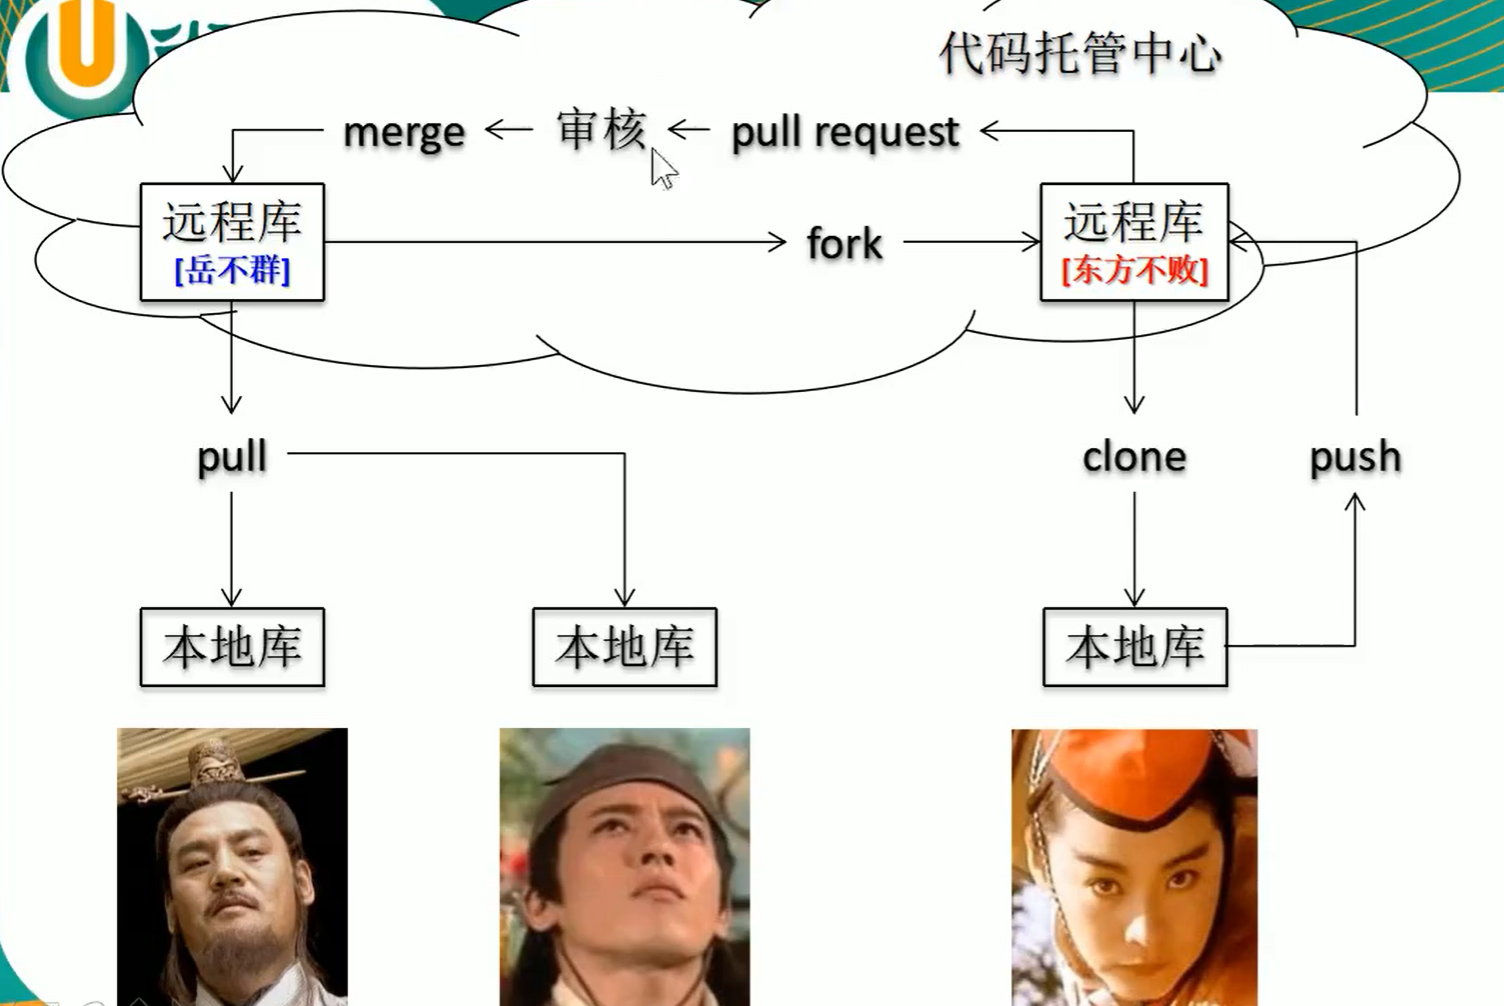 代码托管中心
merge
审核
pull request
远程库
[岳不群]
fork
远程库
[东方不败]
pull
clone
push
本地库
本地库
本地库